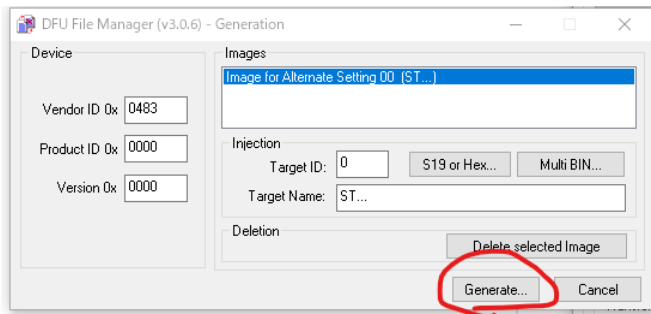 DFU File Manager (v3.0.6) - Generation
Device
Vendor ID 0x 0483
Product ID 0x 0000
Version 0x 0000
Images
Image for Alternate Setting 00 (ST...)
Injection
Target ID: 0
S19 or Hex...
Multi BIN...
Target Name: ST...
Deletion
Delete selected Image
Generate...
Cancel